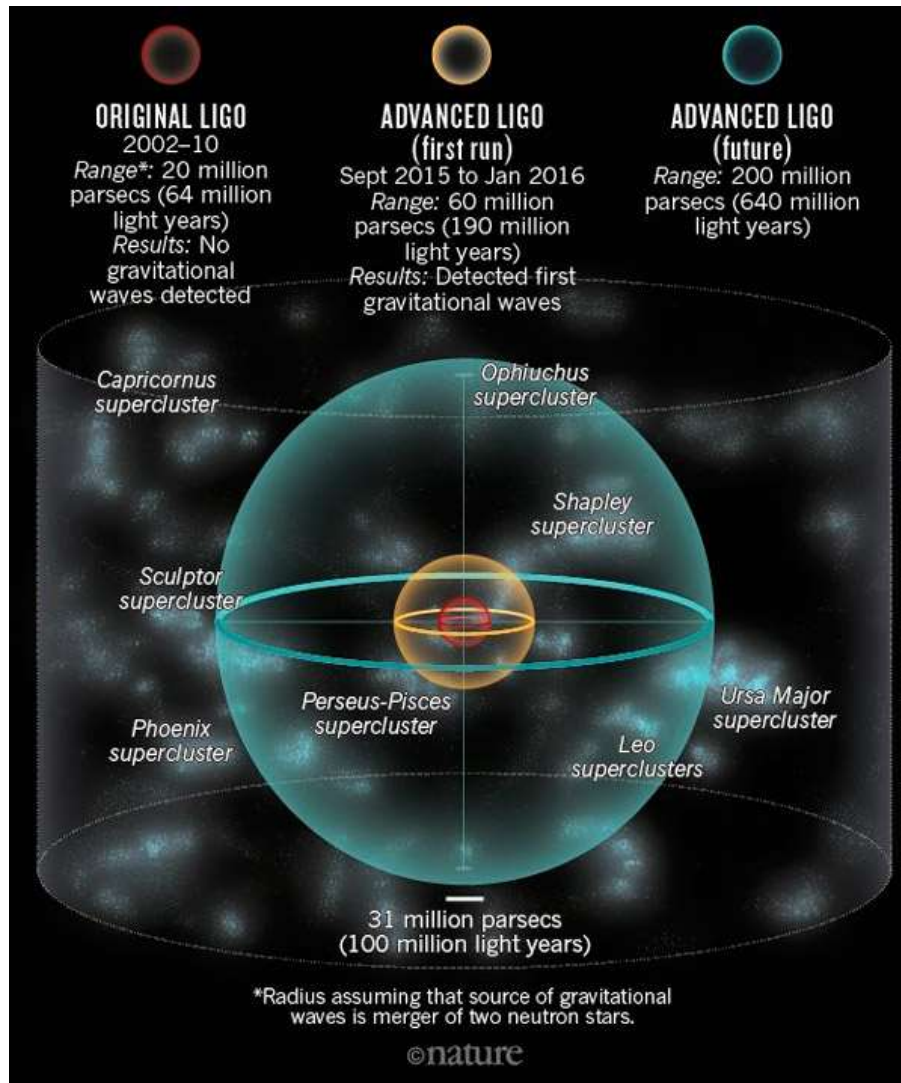 ORIGINAL LIGO
2002–10
Range*: 20 million
parsecs (64 million
light years)
Results: No
gravitational
waves detected
ADVANCED LIGO
(first run)
Sept 2015 to Jan 2016
Range: 60 million
parsecs (190 million
light years)
Results: Detected first
gravitational waves
ADVANCED LIGO
(future)
Range: 200 million
parsecs (640 million
light years)
Capricornus
supercluster
Ophiuchus
supercluster
Shapley
supercluster
Sculptor
supercluster
Perseus-Pisces
supercluster
Phoenix
supercluster
Ursa Major
supercluster
Leo
superclusters
31 million parsecs
(100 million light years)
*Radius assuming that source of gravitational
waves is merger of two neutron stars.
©nature